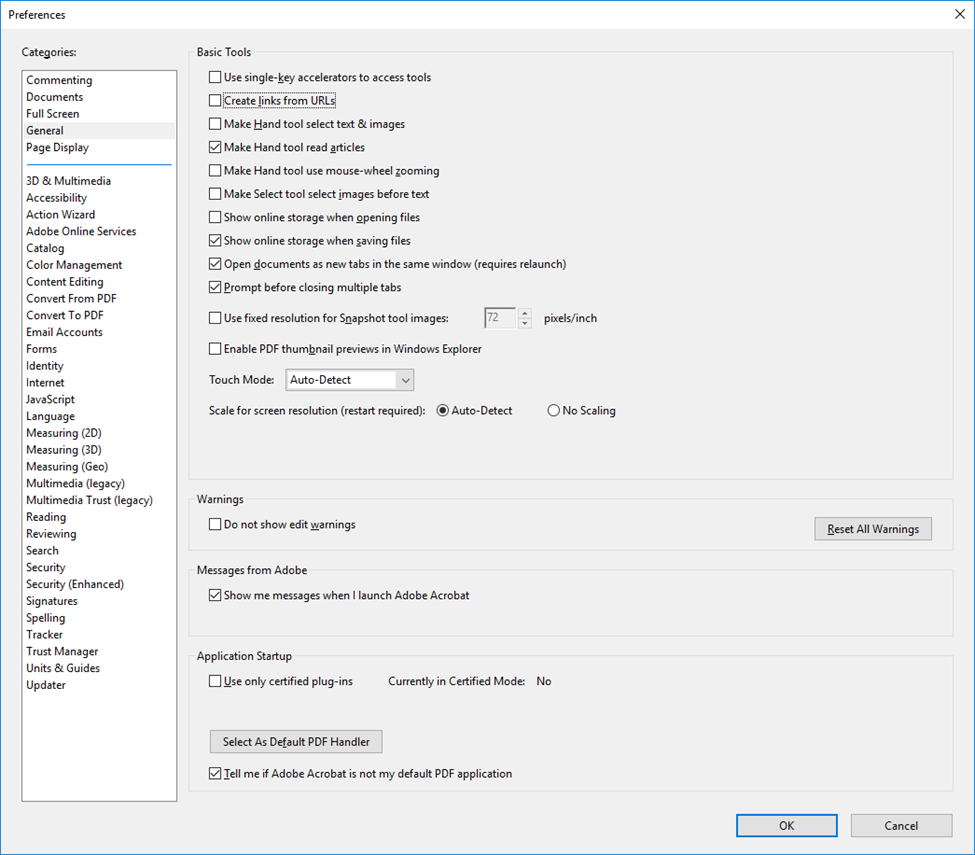 Preferences
Categories:
Commenting
Documents
Full Screen
General
Page Display
3D & Multimedia
Accessibility
Action Wizard
Adobe Online Services
Catalog
Color Management
Content Editing
Convert From PDF
Convert To PDF
Email Accounts
Forms
Identity
Internet
JavaScript
Language
Measuring (2D)
Measuring (3D)
Measuring (Geo)
Multimedia (legacy)
Multimedia Trust (legacy)
Reading
Reviewing
Search
Security
Security (Enhanced)
Signatures
Spelling
Tracker
Trust Manager
Units & Guides
Updater
Basic Tools
Use single-key accelerators to access tools
Create links from URLs
Make Hand tool select text & images
Make Hand tool read articles
Make Hand tool use mouse-wheel zooming
Make Select tool select images before text
Show online storage when opening files
Show online storage when saving files
Open documents as new tabs in the same window (requires relaunch)
Prompt before closing multiple tabs
Use fixed resolution for Snapshot tool images: 72 pixels/inch
Enable PDF thumbnail previews in Windows Explorer
Touch Mode: Auto-Detect
Scale for screen resolution (restart required): Auto-Detect No Scaling
Warnings
Do not show edit warnings
Reset All Warnings
Messages from Adobe
Show me messages when I launch Adobe Acrobat
Application Startup
Use only certified plug-ins Currently in Certified Mode: No
Select As Default PDF Handler
Tell me if Adobe Acrobat is not my default PDF application
OK Cancel